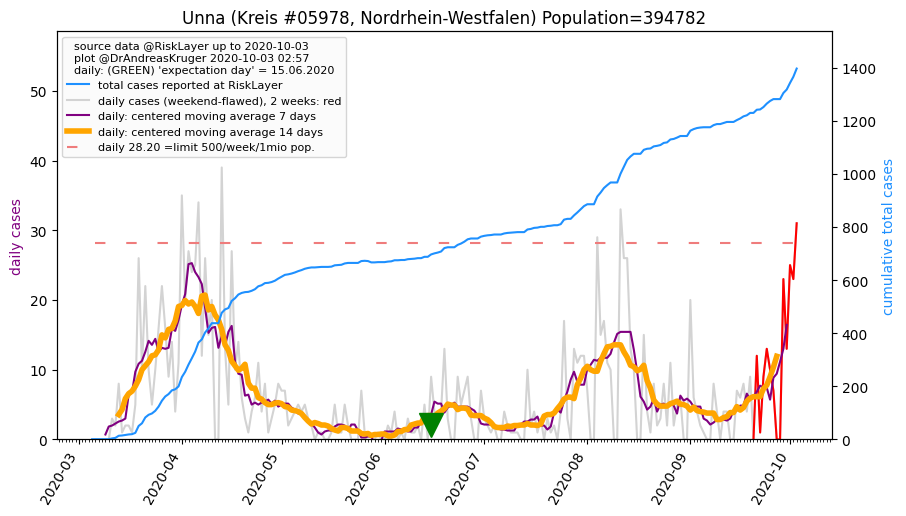 Unna (Kreis #05978, Nordrhein-Westfalen) Population=394782
source data @RiskLayer up to 2020-10-03
plot @DrAndreasKruger 2020-10-03 02:57
daily: (GREEN) 'expectation day' = 15.06.2020
total cases reported at RiskLayer
daily cases (weekend-flawed), 2 weeks: red
daily: centered moving average 7 days
daily: centered moving average 14 days
daily 28.20 =limit 500/week/1mio pop.
daily cases
50
40
30
20
10
0
cumulative total cases
1400
1200
1000
800
600
400
200
0
2020-03
2020-04
2020-05
2020-06
2020-07
2020-08
2020-09
2020-10